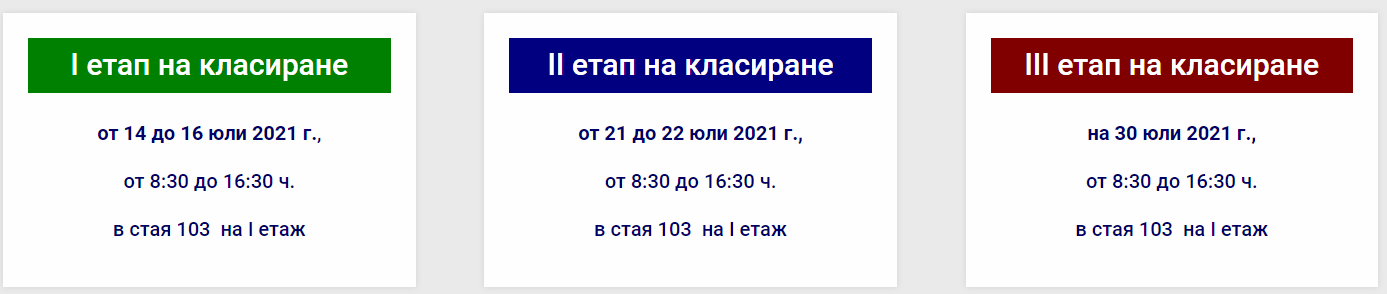 I етап на класиране
от 14 до 16 юли 2021 г.,
от 8:30 до 16:30 ч.
в стая 103  на I етаж
II етап на класиране
от 21 до 22 юли 2021 г.,
от 8:30 до 16:30 ч.
в стая 103  на I етаж
III етап на класиране
на 30 юли 2021 г.,
от 8:30 до 16:30 ч.
в стая 103  на I етаж